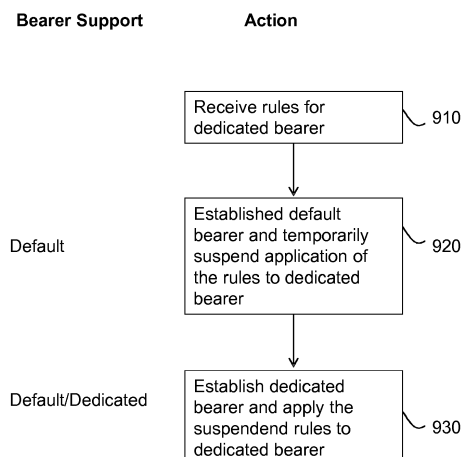 Bearer Support Action
Receive rules for
dedicated bearer
910
Established default
bearer and temporarily
suspend application of
the rules to dedicated
bearer
Default
920
Establish dedicated
bearer and apply the
suspendend rules to
dedicated bearer
Default/Dedicated
930